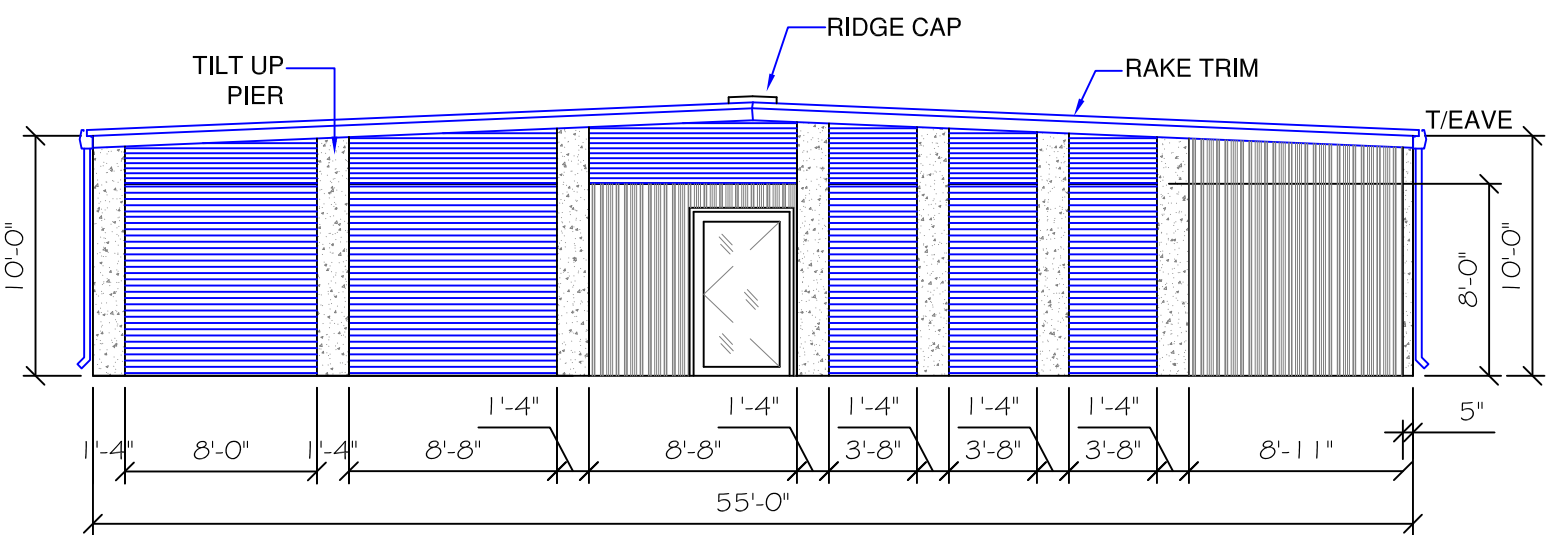 RIDGE CAP
TILT UP
PIER
RAKE TRIM
T/EAVE
10'-0"
8'-0"
10'-0"
1'-4" 1'-4" 1'-4" 1'-4" 1'-4" 5"
1'-4" 8'-0" 1'-4" 8'-8" 8'-8" 3'-8" 3'-8" 3'-8" 8'-11"
55'-0"